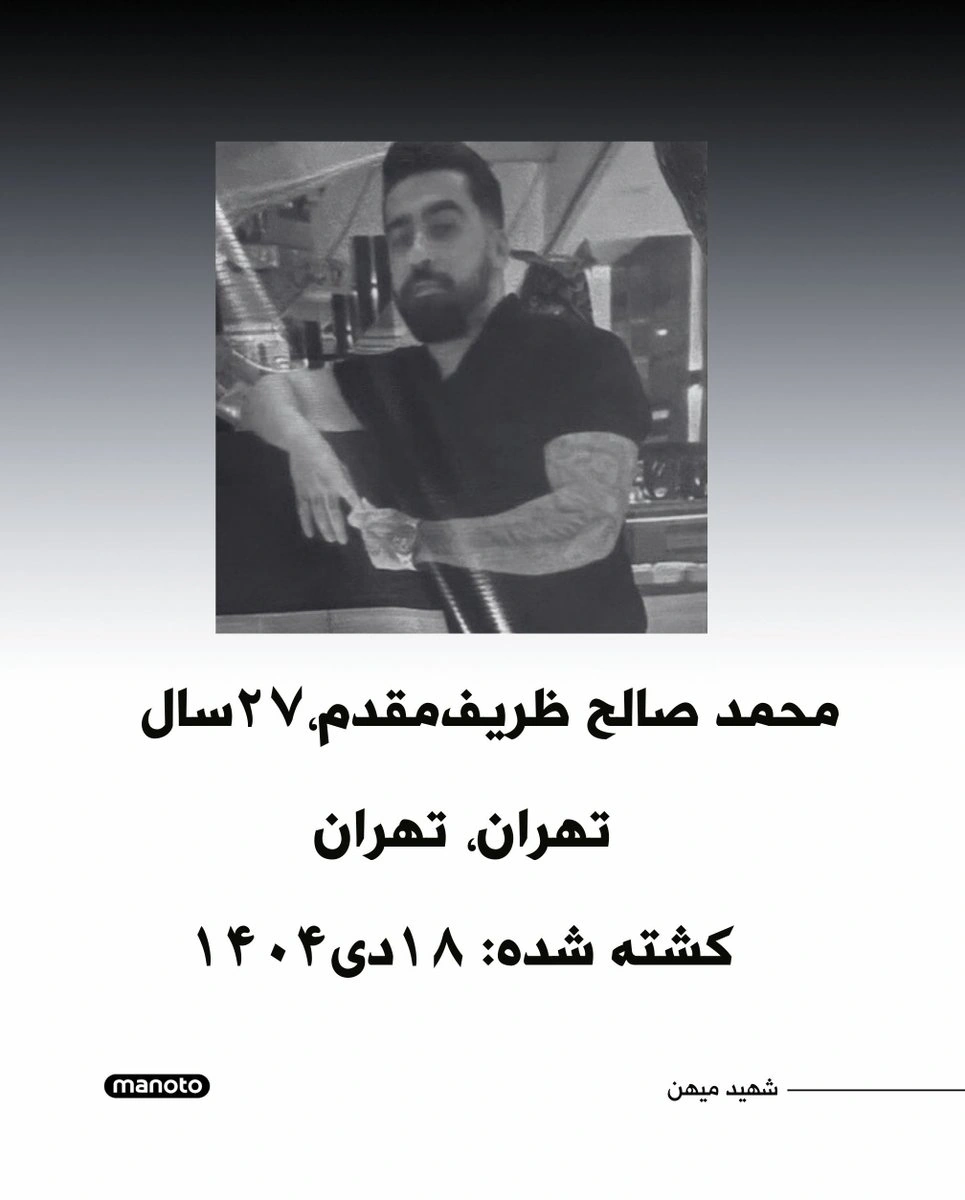 محمد صالح ظریف‌مقدم،۲۷سال
تهران، تهران
کشته شده: ۱۸دی۱۴۰۴
شهید میهن
manoto